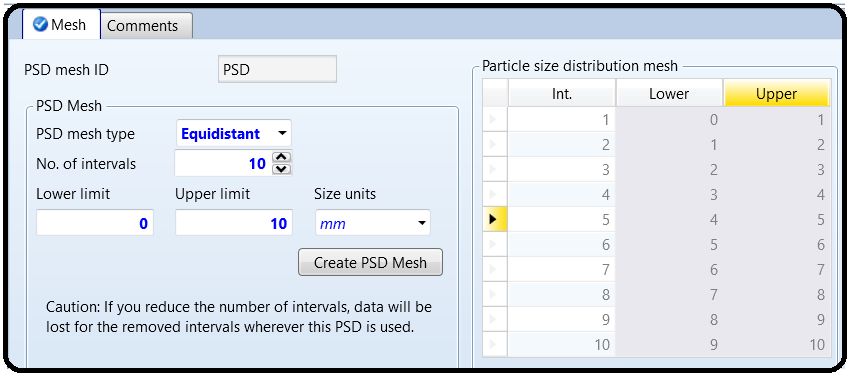 Mesh Comments
PSD mesh ID PSD
PSD Mesh
PSD mesh type Equidistant
No. of intervals 10
Lower limit Upper limit Size units
0 10 mm
Create PSD Mesh
Caution: If you reduce the number of intervals, data will be
lost for the removed intervals wherever this PSD is used.
Particle size distribution mesh
Int. Lower Upper
1 0 1
2 1 2
3 2 3
4 3 4
5 4 5
6 5 6
7 6 7
8 7 8
9 8 9
10 9 10